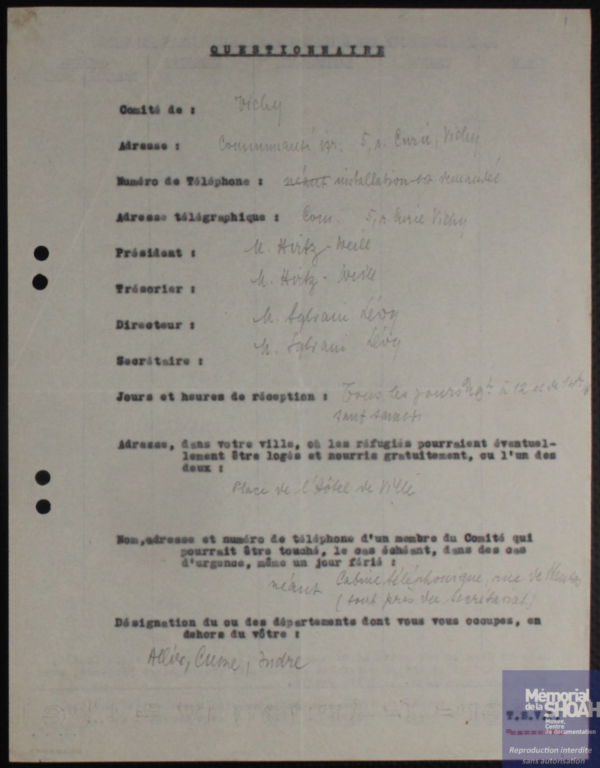 QUESTIONNAIRE
Comité de : Vichy
Adresse : Communauté isr. 5, r. Curie, Vichy
Numéro de Téléphone : néant installation demandée
Adresse télégraphique : Com. 5, r. Curie Vichy
Président : M. Hirtz-Weill
Trésorier : M. Hirtz-Weill
Directeur : M. Sylvain Lévy
Secrétaire : M. Sylvain Lévy
Jours et heures de réception : Tous les jours 9h. à 12 et de
sauf samedi
Adresse, dans votre ville, où les réfugiés pourraient éventuel-
lement être logés et nourris gratuitement, ou l'un des
deux :
Place de l'Hôtel de Ville
Nom, adresse et numéro de téléphone d'un membre du Comité qui
pourrait être touché, le cas échéant, dans des cas
d'urgence, même un jour férié :
néant Cabine téléphonique, rue de
(tout près du Secrétariat)
Désignation du ou des départements dont vous vous occupez, en
dehors du vôtre :
Allier, Creuse, Indre
Mémorial
de la SHOAH
Musée, Centre
de documentation
Reproduction interdite
sans autorisation